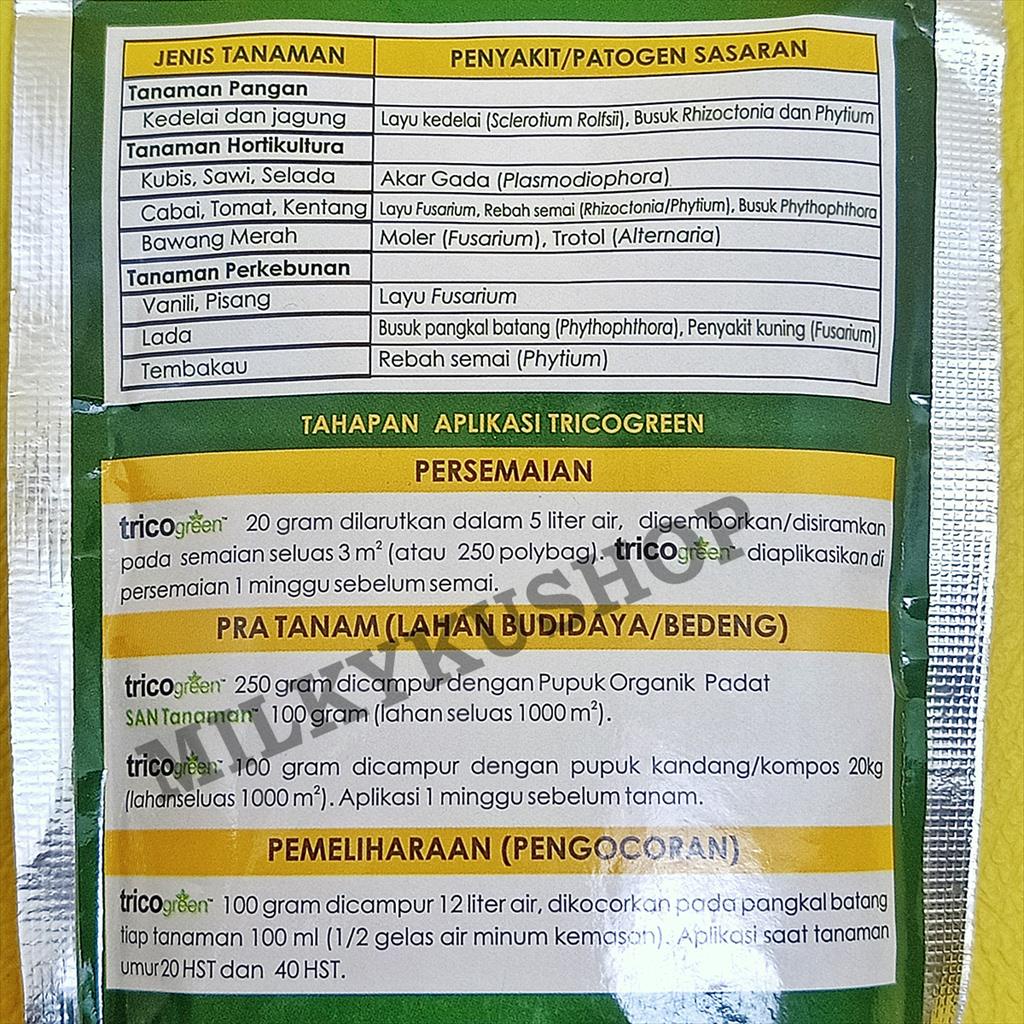 JENIS TANAMAN PENYAKIT/PATOGEN SASARAN
Tanaman Pangan
Kedelai dan jagung Layu kedelai (Sclerotium Rolfsii), Busuk Rhizoctonia dan Phytium
Tanaman Hortikultura
Kubis, Sawi, Selada Akar Gada (Plasmodiophora)
Cabai, Tomat, Kentang Layu Fusarium, Rebah semai (Rhizoctonia/Phytium), Busuk Phythophthora
Bawang Merah Moler (Fusarium), Trotol (Alternaria)
Tanaman Perkebunan
Vanili, Pisang Layu Fusarium
Lada Busuk pangkal batang (Phythophthora), Penyakit kuning (Fusarium)
Tembakau Rebah semai (Phytium)
TAHAPAN APLIKASI TRICOGREEN
PERSEMAIAN
tricogreen™ 20 gram dilarutkan dalam 5 liter air, digemborkan/disiramkan
pada semaian seluas 3 m² (atau 250 polybag). tricogreen™ diaplikasikan di
persemaian 1 minggu sebelum semai.
PRA TANAM (LAHAN BUDIDAYA/BEDENG)
tricogreen™ 250 gram dicampur dengan Pupuk Organik Padat
SAN Tanaman™ 100 gram (lahan seluas 1000 m²).
tricogreen™ 100 gram dicampur dengan pupuk kandang/kompos 20kg
(lahanseluas 1000 m²). Aplikasi 1 minggu sebelum tanam.
PEMELIHARAAN (PENGOCORAN)
tricogreen™ 100 gram dicampur 12 liter air, dikocorkan pada pangkal batang
tiap tanaman 100 ml (1/2 gelas air minum kemasan). Aplikasi saat tanaman
umur 20 HST dan 40 HST.
MILKYKUSHOP